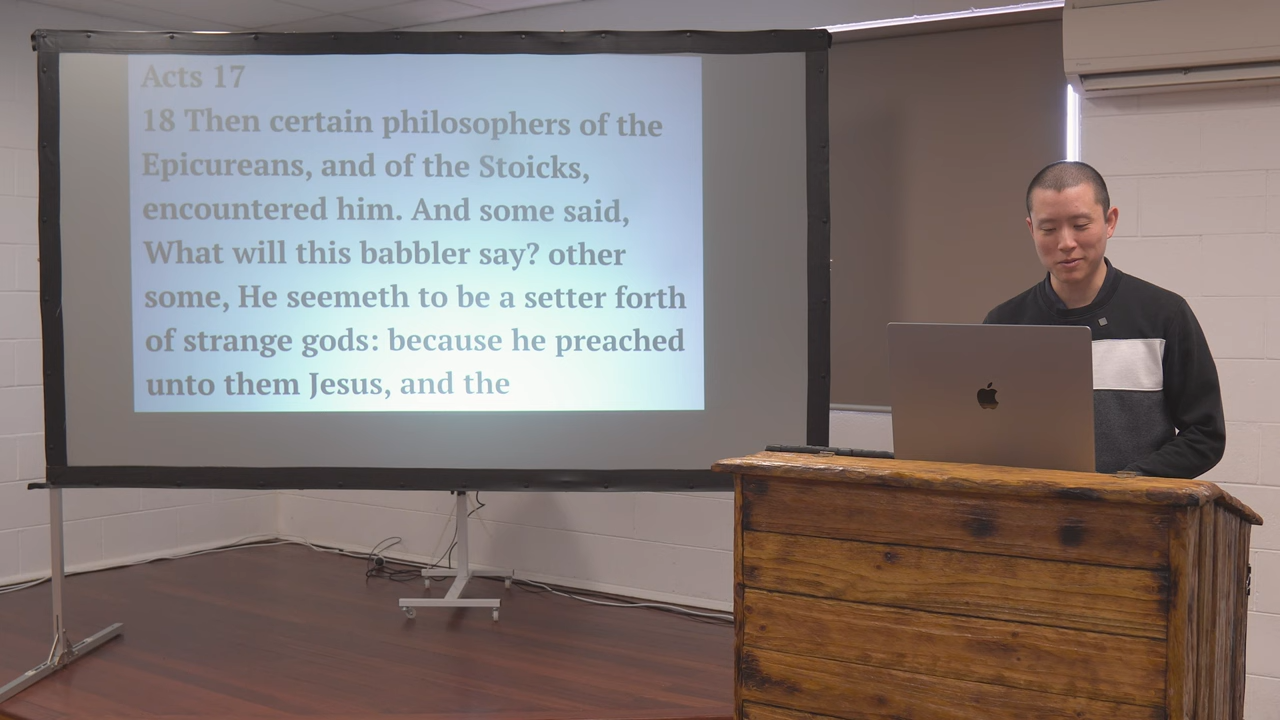 Acts 17
18 Then certain philosophers of the
Epicureans, and of the Stoicks,
encountered him. And some said,
What will this babbler say? other
some, He seemeth to be a setter forth
of strange gods: because he preached
unto them Jesus, and the